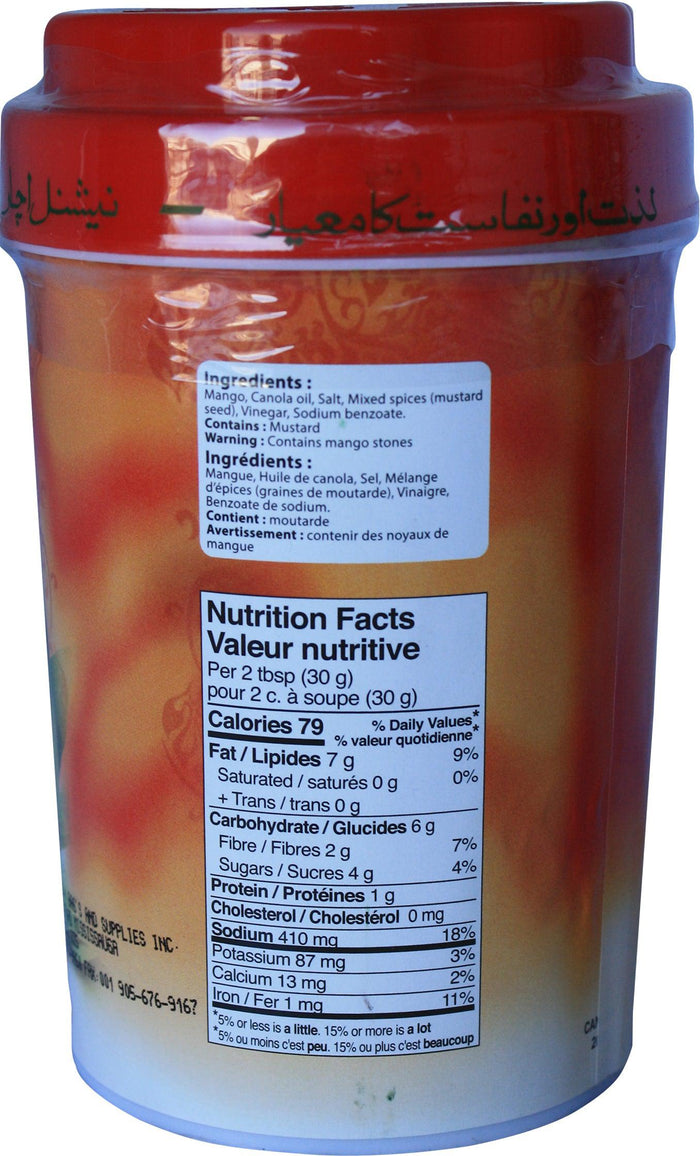 لذت اور نفاست کا معیار - نیشنل اچار
Ingredients :
Mango, Canola oil, Salt, Mixed spices (mustard
seed), Vinegar, Sodium benzoate.
Contains : Mustard
Warning : Contains mango stones
Ingrédients :
Mangue, Huile de canola, Sel, Mélange
d'épices (graines de moutarde), Vinaigre,
Benzoate de sodium.
Contient : moutarde
Avertissement : contenir des noyaux de
mangue
Nutrition Facts
Valeur nutritive
Per 2 tbsp (30 g)
pour 2 c. à soupe (30 g)
Calories 79 % Daily Values*
% valeur quotidienne*
Fat / Lipides 7 g 9%
Saturated / saturés 0 g 0%
+ Trans / trans 0 g
Carbohydrate / Glucides 6 g
Fibre / Fibres 2 g 7%
Sugars / Sucres 4 g 4%
Protein / Protéines 1 g
Cholesterol / Cholestérol 0 mg
Sodium 410 mg 18%
Potassium 87 mg 3%
Calcium 13 mg 2%
Iron / Fer 1 mg 11%
*5% or less is a little. 15% or more is a lot
*5% ou moins c'est peu. 15% ou plus c'est beaucoup
AND SUPPLIES INC.
MISSISSAUGA
001 905-676-9167